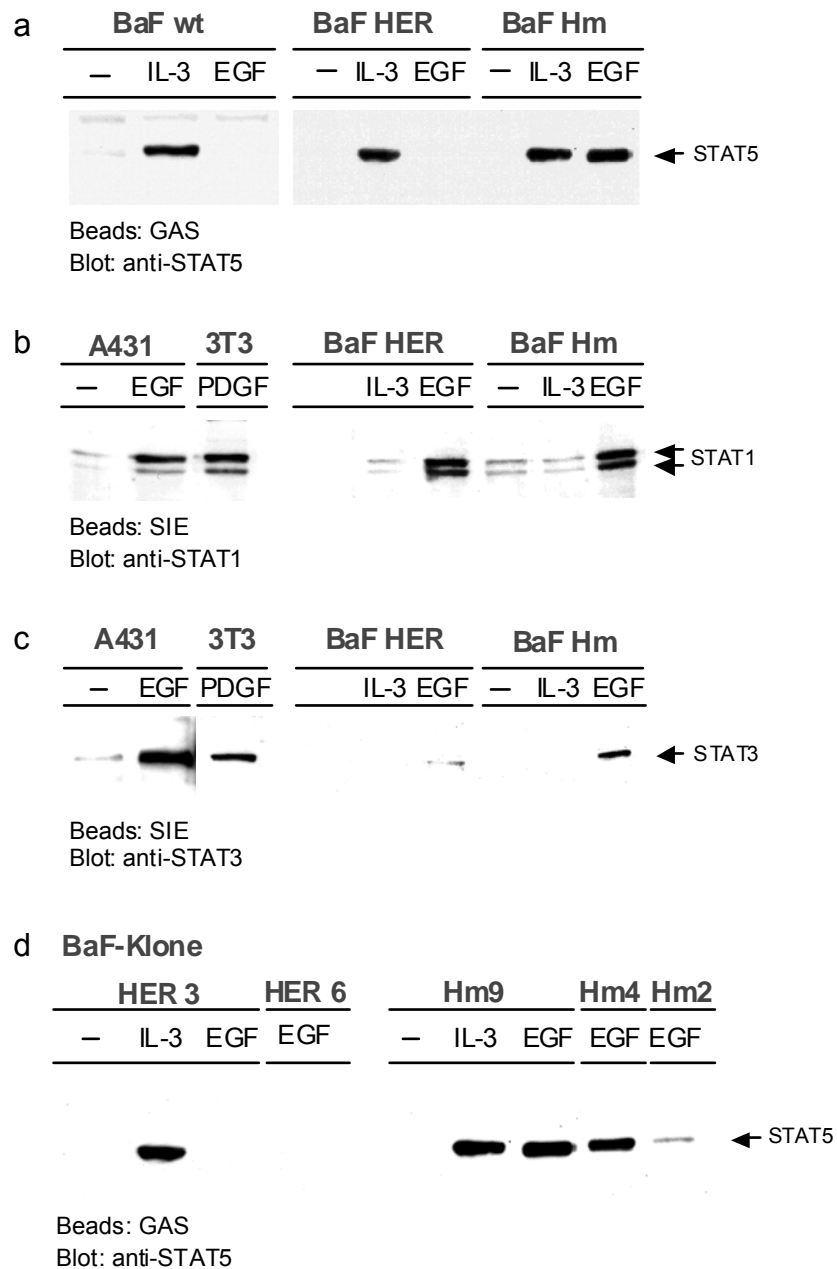 a
BaF wt BaF HER BaF Hm
– IL-3 EGF – IL-3 EGF – IL-3 EGF
STAT5
Beads: GAS
Blot: anti-STAT5
b
A431 3T3 BaF HER BaF Hm
– EGF PDGF IL-3 EGF – IL-3 EGF
STAT1
Beads: SIE
Blot: anti-STAT1
c
A431 3T3 BaF HER BaF Hm
– EGF PDGF IL-3 EGF – IL-3 EGF
STAT3
Beads: SIE
Blot: anti-STAT3
d BaF-Klone
HER 3 HER 6 Hm9 Hm4 Hm2
– IL-3 EGF EGF – IL-3 EGF EGF EGF
STAT5
Beads: GAS
Blot: anti-STAT5